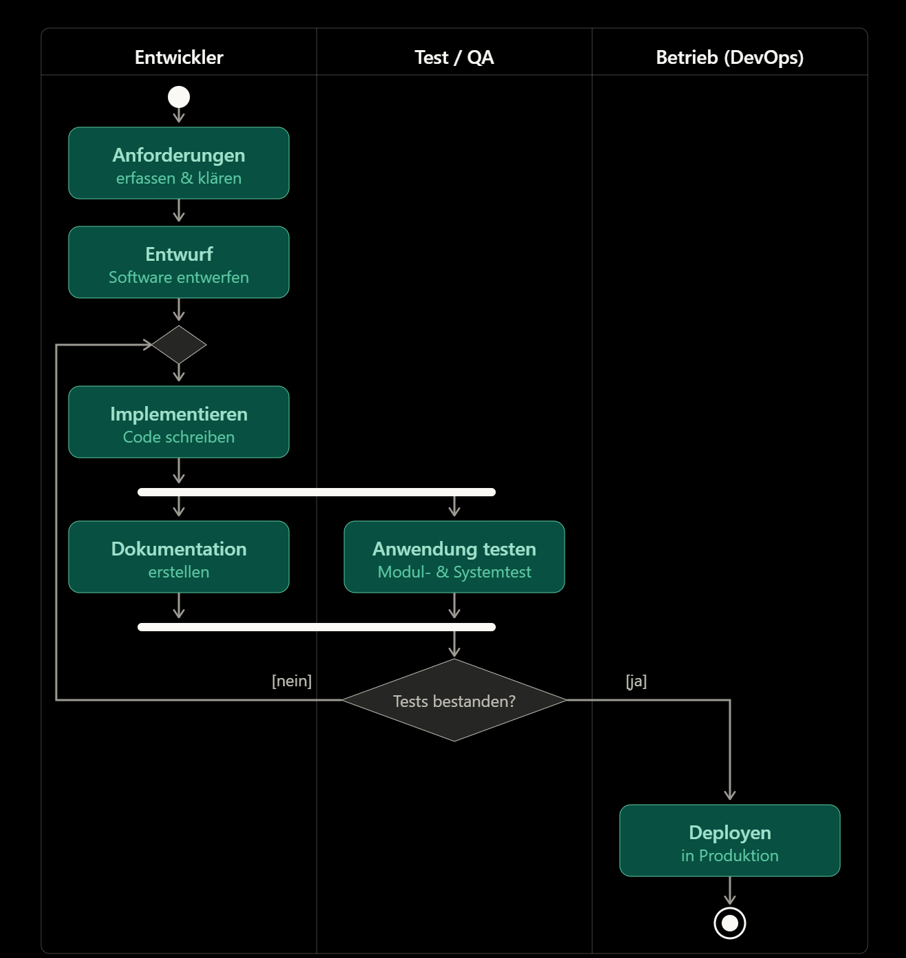 Entwickler
Test / QA
Betrieb (DevOps)
Anforderungen
erfassen & klären
Entwurf
Software entwerfen
Implementieren
Code schreiben
Dokumentation
erstellen
Anwendung testen
Modul- & Systemtest
[nein]
Tests bestanden?
[ja]
Deployen
in Produktion